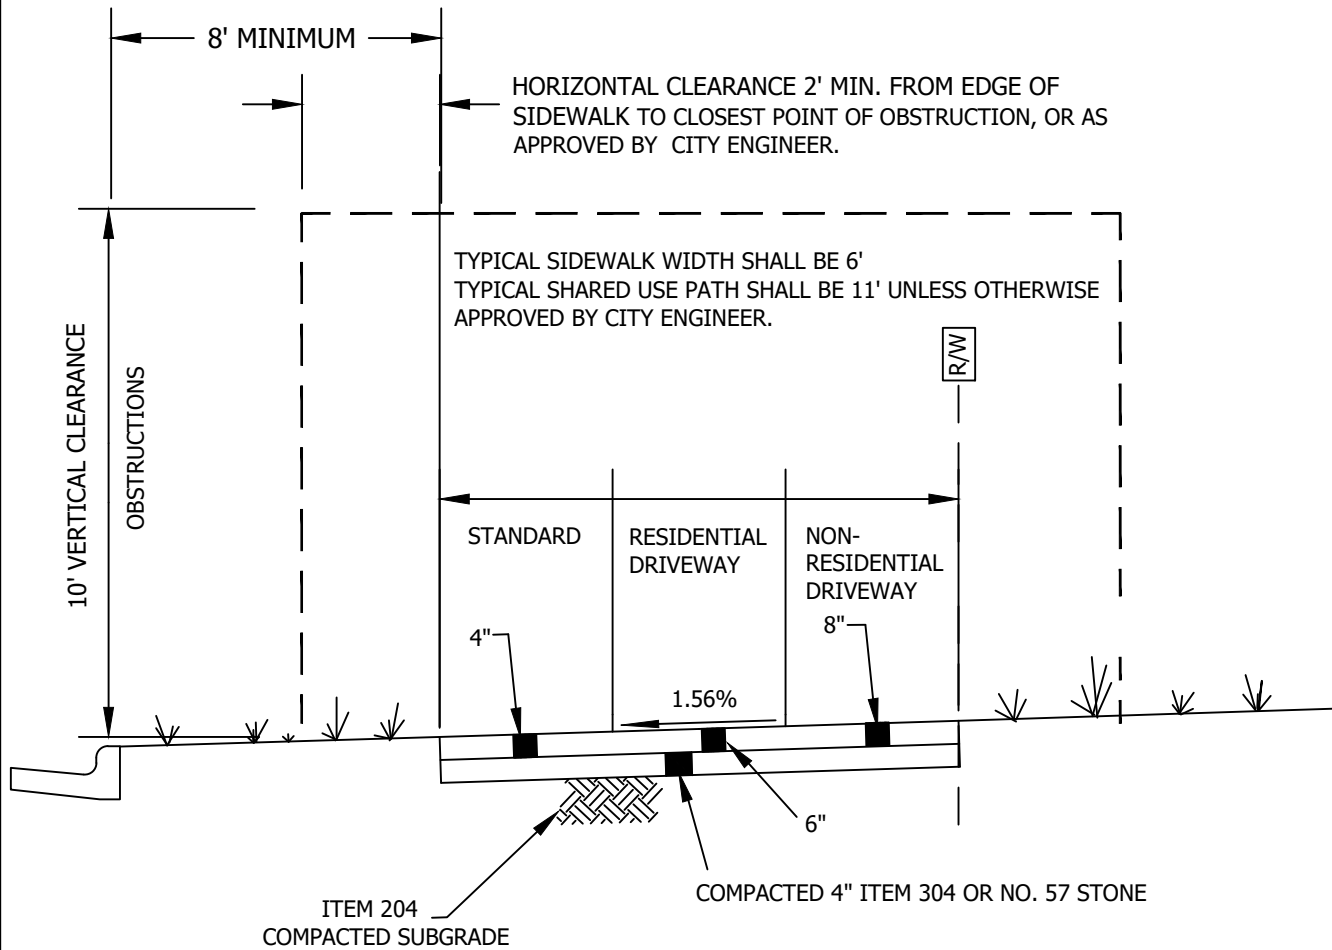 8' MINIMUM
HORIZONTAL CLEARANCE 2' MIN. FROM EDGE OF
SIDEWALK TO CLOSEST POINT OF OBSTRUCTION, OR AS
APPROVED BY CITY ENGINEER.
TYPICAL SIDEWALK WIDTH SHALL BE 6'
TYPICAL SHARED USE PATH SHALL BE 11' UNLESS OTHERWISE
APPROVED BY CITY ENGINEER.
10' VERTICAL CLEARANCE
OBSTRUCTIONS
R/W
STANDARD
RESIDENTIAL
DRIVEWAY
NON-
RESIDENTIAL
DRIVEWAY
4"
8"
1.56%
6"
COMPACTED 4" ITEM 304 OR NO. 57 STONE
ITEM 204
COMPACTED SUBGRADE